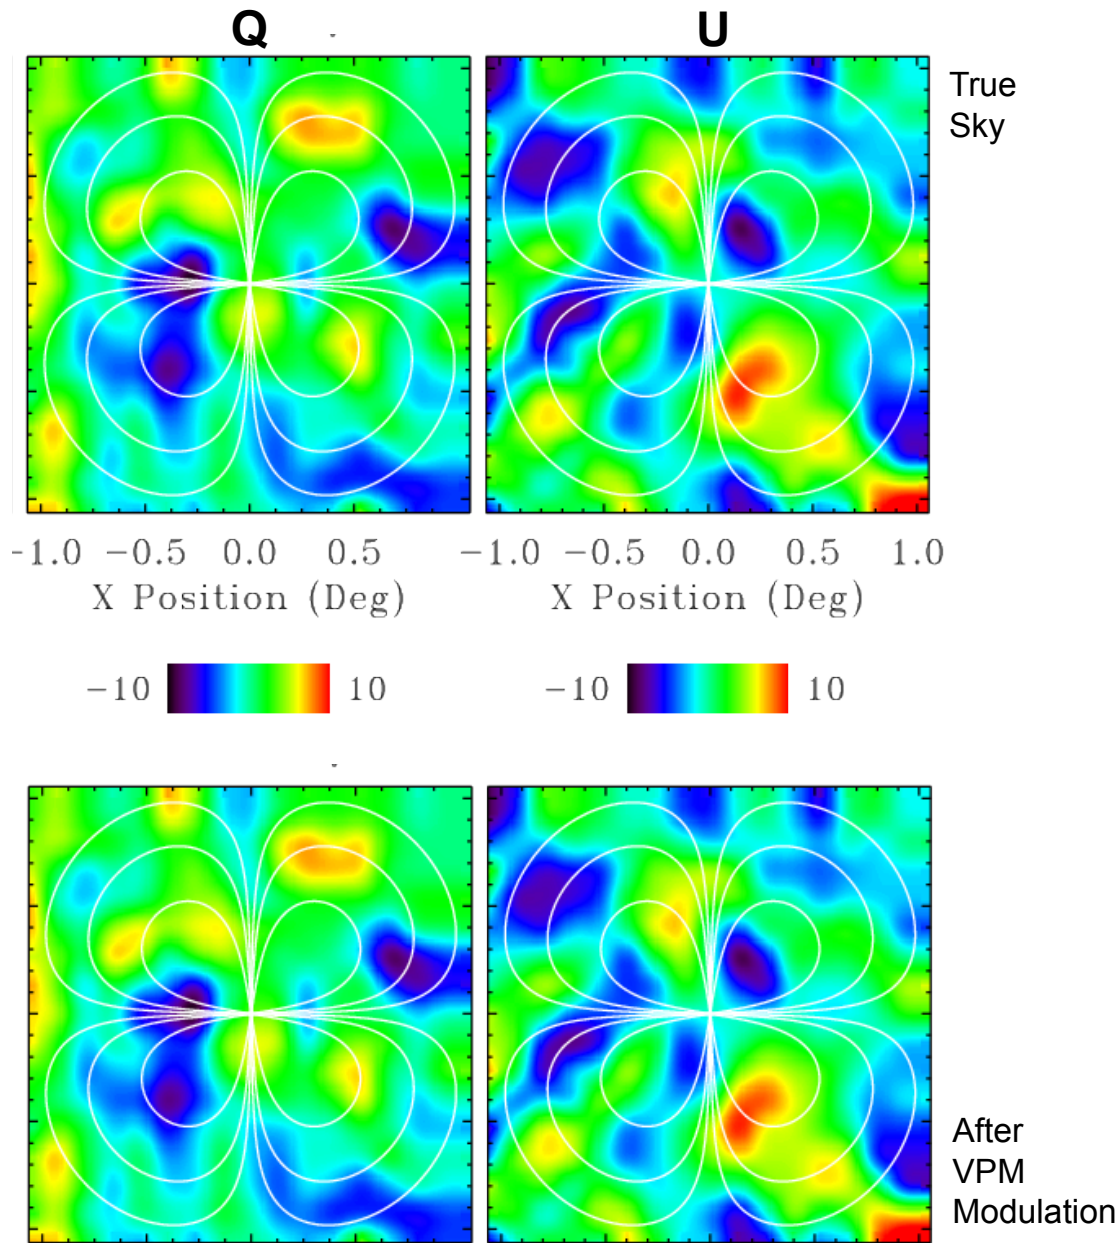 Q U
True
Sky
-1.0 -0.5 0.0 0.5 -1.0 -0.5 0.0 0.5 1.0
X Position (Deg) X Position (Deg)
-10 10 -10 10
After
VPM
Modulation